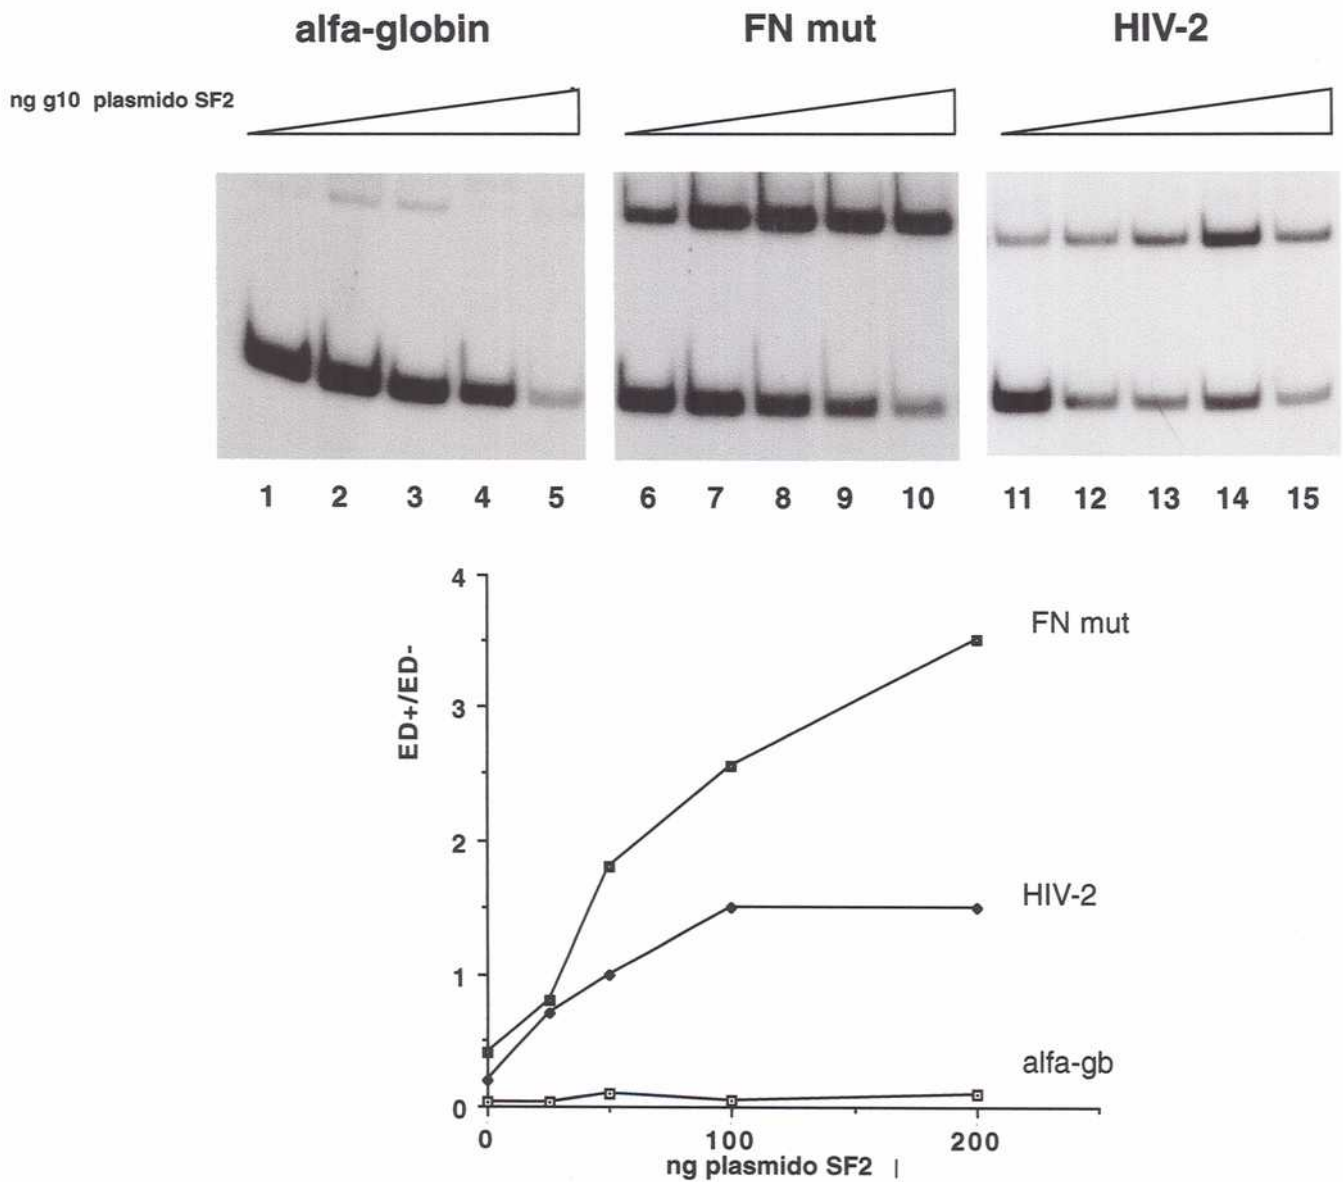 alfa-globin FN mut HIV-2
ng g10 plasmido SF2
1 2 3 4 5 6 7 8 9 10 11 12 13 14 15
4
FN mut
ED+/ED-
3
2
HIV-2
1
alfa-gb
0
0 100 200
ng plasmido SF2